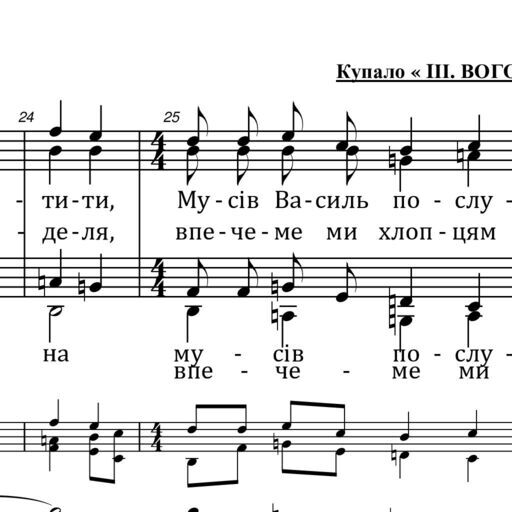 Купало « III. ВОГО
24 25
- ти-ти, Му-сів Ва-силь по - слу -
- де-ля, впе-че-ме ми хлоп-цям
на му - сів по - слу -
впе - че - ме ми